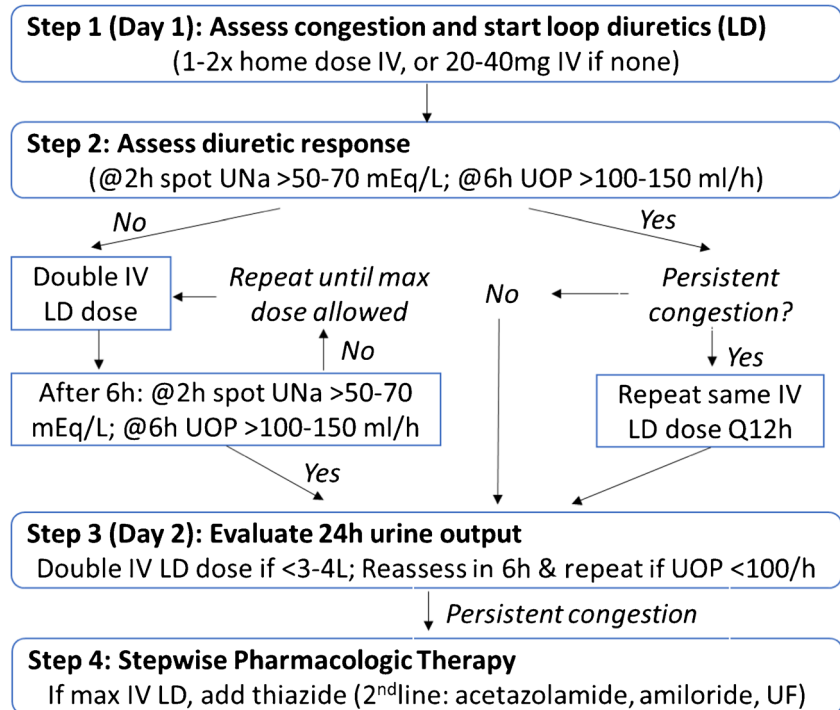 Step 1 (Day 1): Assess congestion and start loop diuretics (LD)
(1-2x home dose IV, or 20-40mg IV if none)
Step 2: Assess diuretic response
(@2h spot UNa >50-70 mEq/L; @6h UOP >100-150 ml/h)
No
Yes
Double IV
LD dose
Repeat until max
dose allowed
No
Persistent
congestion?
No
Yes
After 6h: @2h spot UNa >50-70
mEq/L; @6h UOP >100-150 ml/h
Repeat same IV
LD dose Q12h
Yes
Step 3 (Day 2): Evaluate 24h urine output
Double IV LD dose if <3-4L; Reassess in 6h & repeat if UOP <100/h
Persistent congestion
Step 4: Stepwise Pharmacologic Therapy
If max IV LD, add thiazide (2ndline: acetazolamide, amiloride, UF)